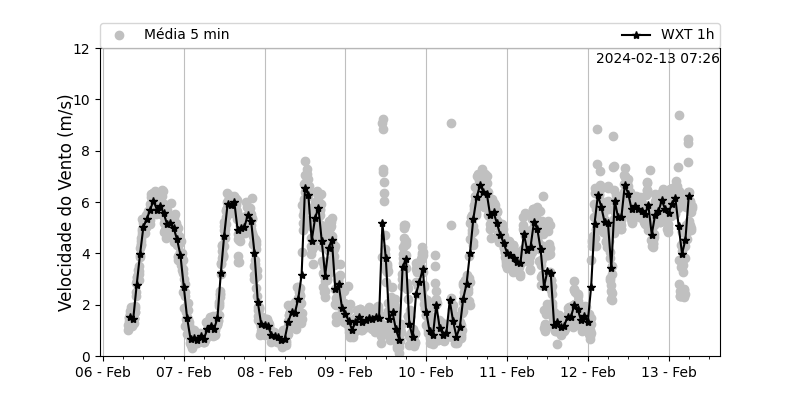 Média 5 min
WXT 1h
2024-02-13 07:26
Velocidade do Vento (m/s)
12
10
8
6
4
2
0
06 - Feb 07 - Feb 08 - Feb 09 - Feb 10 - Feb 11 - Feb 12 - Feb 13 - Feb